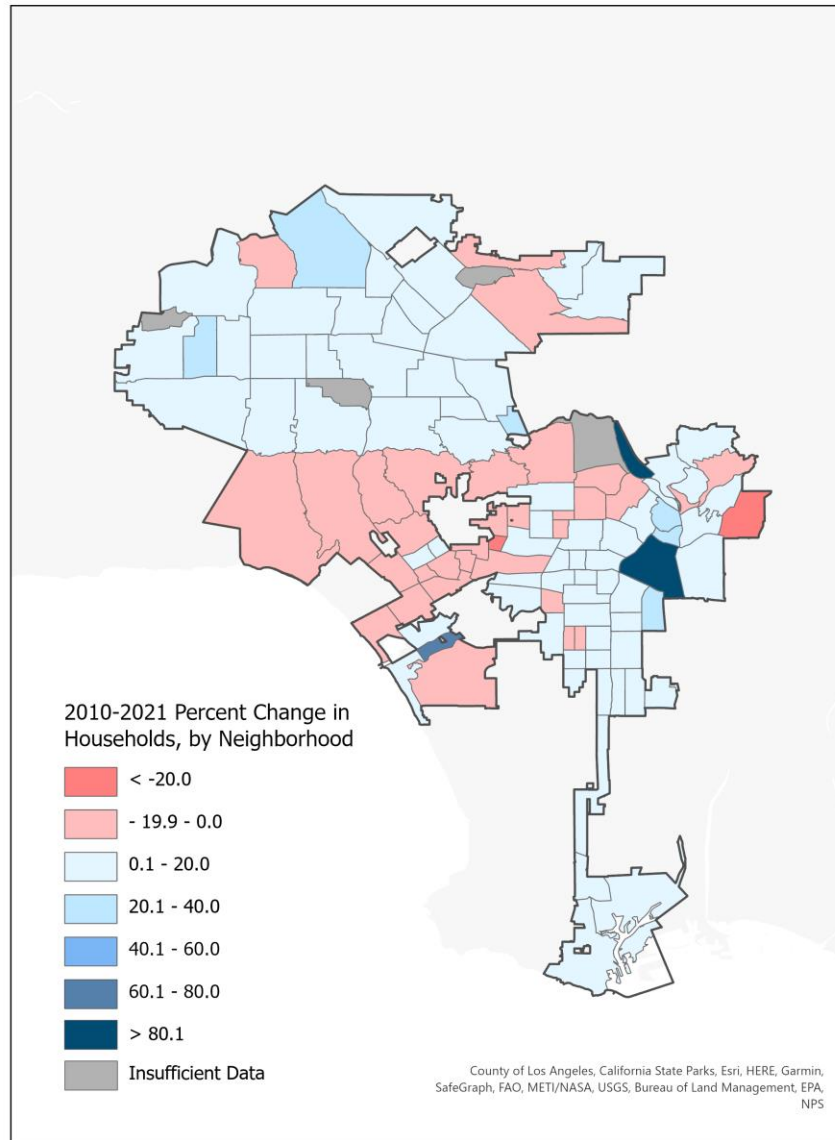 2010-2021 Percent Change in
Households, by Neighborhood
< -20.0
- 19.9 - 0.0
0.1 - 20.0
20.1 - 40.0
40.1 - 60.0
60.1 - 80.0
> 80.1
Insufficient Data
County of Los Angeles, California State Parks, Esri, HERE, Garmin,
SafeGraph, FAO, METI/NASA, USGS, Bureau of Land Management, EPA,
NPS